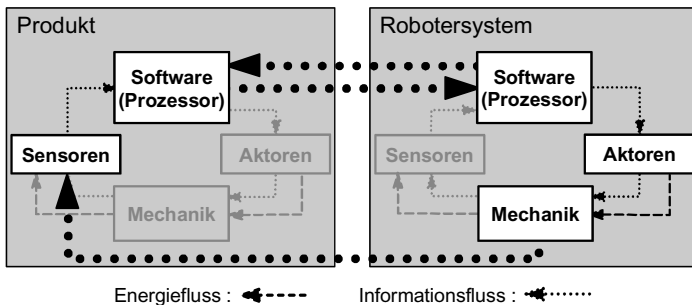 Produkt
Robotersystem
Software
(Prozessor)
Software
(Prozessor)
Sensoren
Aktoren
Sensoren
Aktoren
Mechanik
Mechanik
Energiefluss :
Informationsfluss :